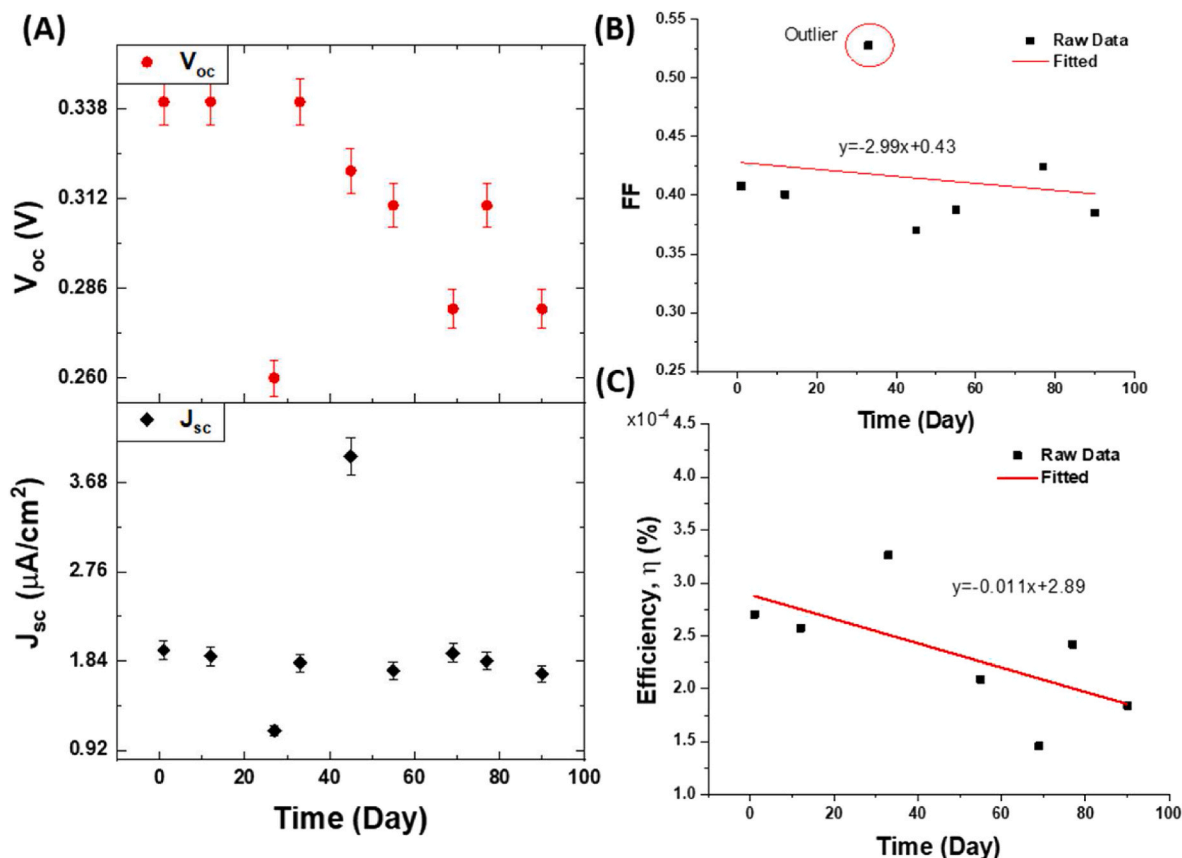 (A)
V_oc
0.338
0.312
0.286
0.260
V_oc (V)
J_sc
3.68
2.76
1.84
0.92
J_sc (μA/cm²)
0 20 40 60 80 100
Time (Day)
(B)
0.55
0.50
0.45
0.40
0.35
0.30
0.25
FF
Outlier
Raw Data
Fitted
y=-2.99x+0.43
0 20 40 60 80 100
Time (Day)
(C)
x10⁻⁴
4.5
4.0
3.5
3.0
2.5
2.0
1.5
1.0
Efficiency, η (%)
Raw Data
Fitted
y=-0.011x+2.89
0 20 40 60 80 100
Time (Day)